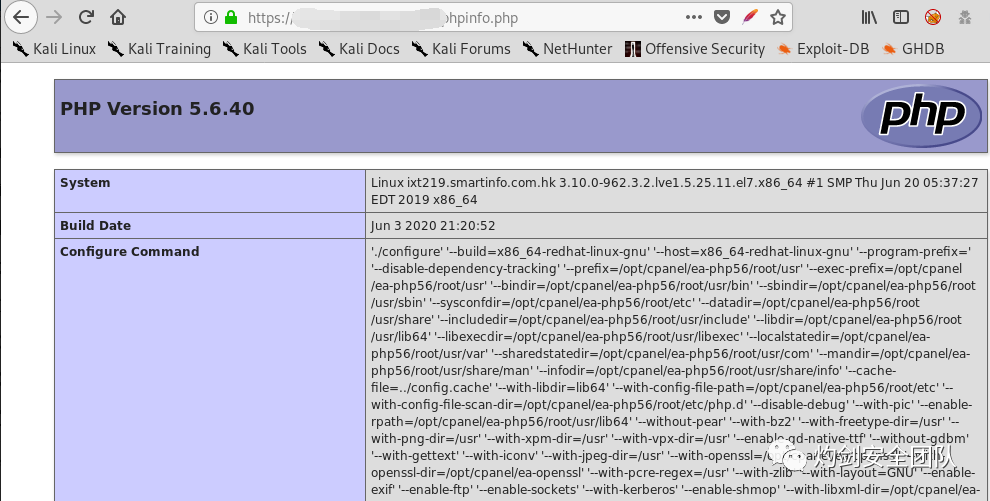 https:// hpinfo.php
Kali Linux Kali Training Kali Tools Kali Docs Kali Forums NetHunter Offensive Security Exploit-DB GHDB
PHP Version 5.6.40
php
System
Linux ixt219.smartinfo.com.hk 3.10.0-962.3.2.lve1.5.25.11.el7.x86_64 #1 SMP Thu Jun 20 05:37:27
EDT 2019 x86_64
Build Date
Jun 3 2020 21:20:52
Configure Command
'./configure' '--build=x86_64-redhat-linux-gnu' '--host=x86_64-redhat-linux-gnu' '--program-prefix='
'--disable-dependency-tracking' '--prefix=/opt/cpanel/ea-php56/root/usr' '--exec-prefix=/opt/cpanel
/ea-php56/root/usr' '--bindir=/opt/cpanel/ea-php56/root/usr/bin' '--sbindir=/opt/cpanel/ea-php56/root
/usr/sbin' '--sysconfdir=/opt/cpanel/ea-php56/root/etc' '--datadir=/opt/cpanel/ea-php56/root
/usr/share' '--includedir=/opt/cpanel/ea-php56/root/usr/include' '--libdir=/opt/cpanel/ea-php56/root
/usr/lib64' '--libexecdir=/opt/cpanel/ea-php56/root/usr/libexec' '--localstatedir=/opt/cpanel/ea-
php56/root/usr/var' '--sharedstatedir=/opt/cpanel/ea-php56/root/usr/com' '--mandir=/opt/cpanel/ea-
php56/root/usr/share/man' '--infodir=/opt/cpanel/ea-php56/root/usr/share/info' '--cache-
file=../config.cache' '--with-libdir=lib64' '--with-config-file-path=/opt/cpanel/ea-php56/root/etc' '--
with-config-file-scan-dir=/opt/cpanel/ea-php56/root/etc/php.d' '--disable-debug' '--with-pic' '--enable-
rpath=/opt/cpanel/ea-php56/root/usr/lib64' '--without-pear' '--with-bz2' '--with-freetype-dir=/usr' '--
with-png-dir=/usr' '--with-xpm-dir=/usr' '--with-vpx-dir=/usr' '--enable-gd-native-ttf' '--without-gdbm'
'--with-gettext' '--with-iconv' '--with-jpeg-dir=/usr' '--with-openssl=/opt/cpanel/ea-openssl' '--with-
openssl-dir=/opt/cpanel/ea-openssl' '--with-pcre-regex=/usr' '--with-zlib' '--with-layout=GNU' '--enable-
exif' '--enable-ftp' '--enable-sockets' '--with-kerberos' '--enable-shmop' '--with-libxml-dir=/opt/cpanel/ea-
灼剑安全团队